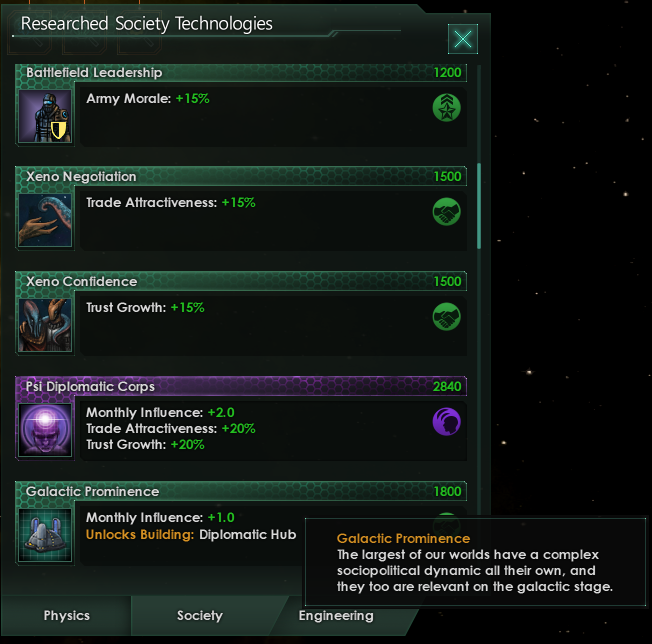 Researched Society Technologies
Battlefield Leadership 1200
Army Morale: +15%
Xeno Negotiation 1500
Trade Attractiveness: +15%
Xeno Confidence 1500
Trust Growth: +15%
Psi Diplomatic Corps 2840
Monthly Influence: +2.0
Trade Attractiveness: +20%
Trust Growth: +20%
Galactic Prominence 1800
Monthly Influence: +1.0
Unlocks Building: Diplomatic Hub
Galactic Prominence
The largest of our worlds have a complex
sociopolitical dynamic all their own, and
they too are relevant on the galactic stage.
Physics Society Engineering